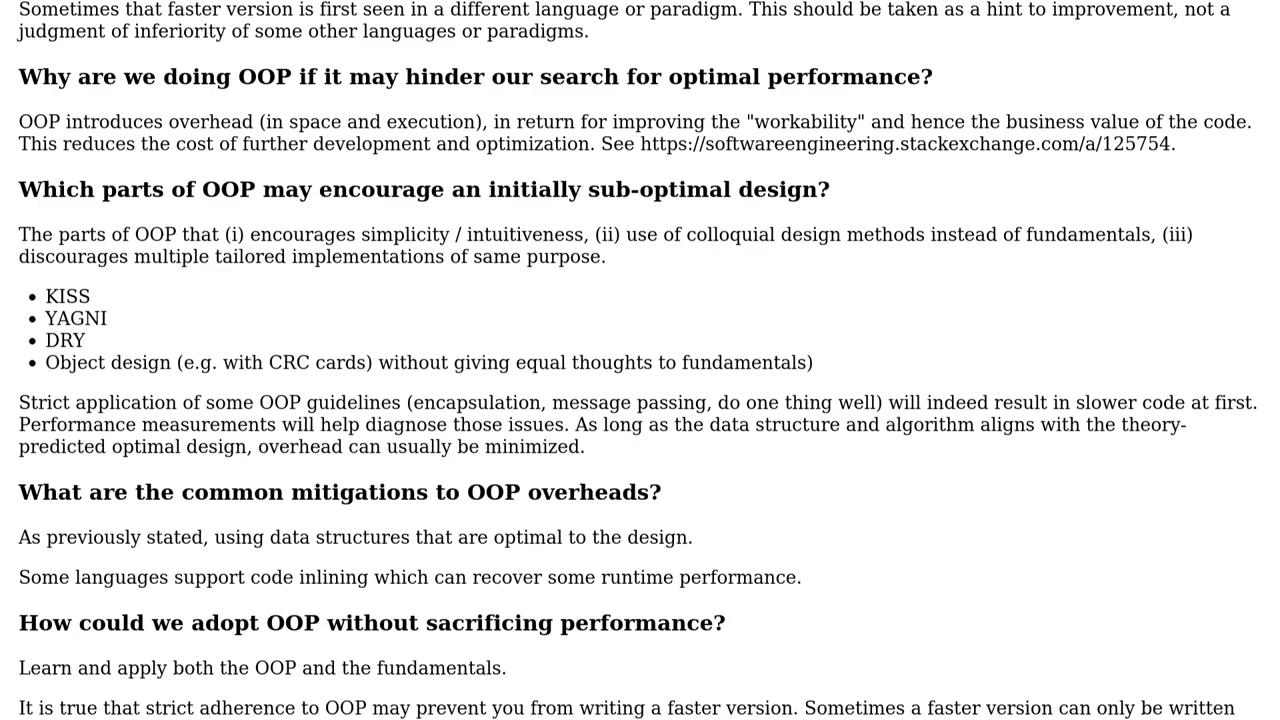 Sometimes that faster version is first seen in a different language or paradigm. This should be taken as a hint to improvement, not a
judgment of inferiority of some other languages or paradigms.
Why are we doing OOP if it may hinder our search for optimal performance?
OOP introduces overhead (in space and execution), in return for improving the "workability" and hence the business value of the code.
This reduces the cost of further development and optimization. See https://softwareengineering.stackexchange.com/a/125754.
Which parts of OOP may encourage an initially sub-optimal design?
The parts of OOP that (i) encourages simplicity / intuitiveness, (ii) use of colloquial design methods instead of fundamentals, (iii)
discourages multiple tailored implementations of same purpose.
• KISS
• YAGNI
• DRY
• Object design (e.g. with CRC cards) without giving equal thoughts to fundamentals)
Strict application of some OOP guidelines (encapsulation, message passing, do one thing well) will indeed result in slower code at first.
Performance measurements will help diagnose those issues. As long as the data structure and algorithm aligns with the theory-
predicted optimal design, overhead can usually be minimized.
What are the common mitigations to OOP overheads?
As previously stated, using data structures that are optimal to the design.
Some languages support code inlining which can recover some runtime performance.
How could we adopt OOP without sacrificing performance?
Learn and apply both the OOP and the fundamentals.
It is true that strict adherence to OOP may prevent you from writing a faster version. Sometimes a faster version can only be written